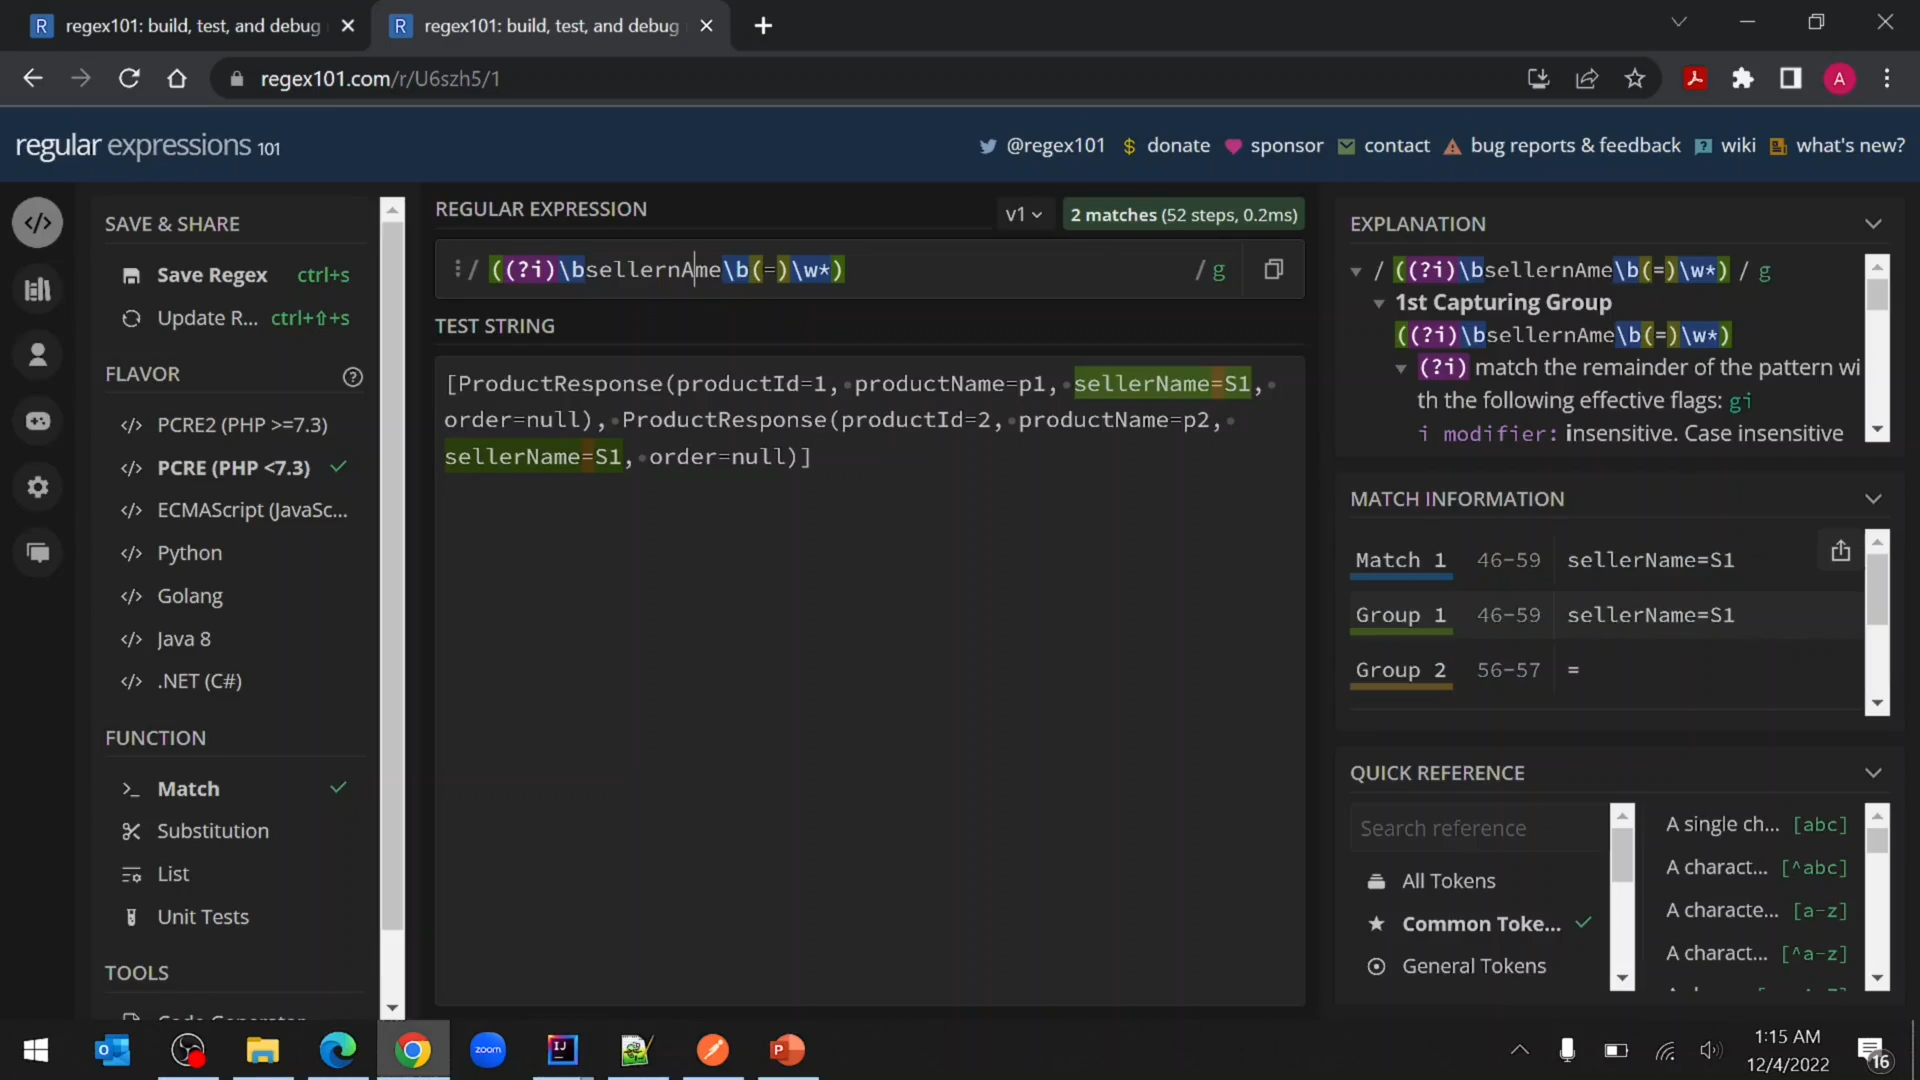 regex101: build, test, and debug
regex101: build, test, and debug
regex101.com/r/U6szh5/1
A
regular expressions 101
@regex101
$ donate
sponsor
contact
bug reports & feedback
wiki
what's new?
SAVE & SHARE
Save Regex ctrl+s
Update R... ctrl+⇧+s
FLAVOR
</> PCRE2 (PHP >=7.3)
</> PCRE (PHP <7.3)
</> ECMAScript (JavaSc...
</> Python
</> Golang
</> Java 8
</> .NET (C#)
FUNCTION
>_ Match
Substitution
List
Unit Tests
TOOLS
REGULAR EXPRESSION
v1
2 matches (52 steps, 0.2ms)
/ ((?i)\bsellernAme\b(=)\w*) / g
TEST STRING
[ProductResponse(productId=1, productName=p1, sellerName=S1,
order=null), ProductResponse(productId=2, productName=p2,
sellerName=S1, order=null)]
EXPLANATION
/ ((?i)\bsellernAme\b(=)\w*) / g
1st Capturing Group
((?i)\bsellernAme\b(=)\w*)
(?i) match the remainder of the pattern wi
th the following effective flags: gi
i modifier: insensitive. Case insensitive
MATCH INFORMATION
Match 1 46-59 sellerName=S1
Group 1 46-59 sellerName=S1
Group 2 56-57 =
QUICK REFERENCE
Search reference
All Tokens
Common Toke...
General Tokens
A single ch... [abc]
A charact... [^abc]
A characte... [a-z]
A charact... [^a-z]
zoom
1:15 AM
12/4/2022
16